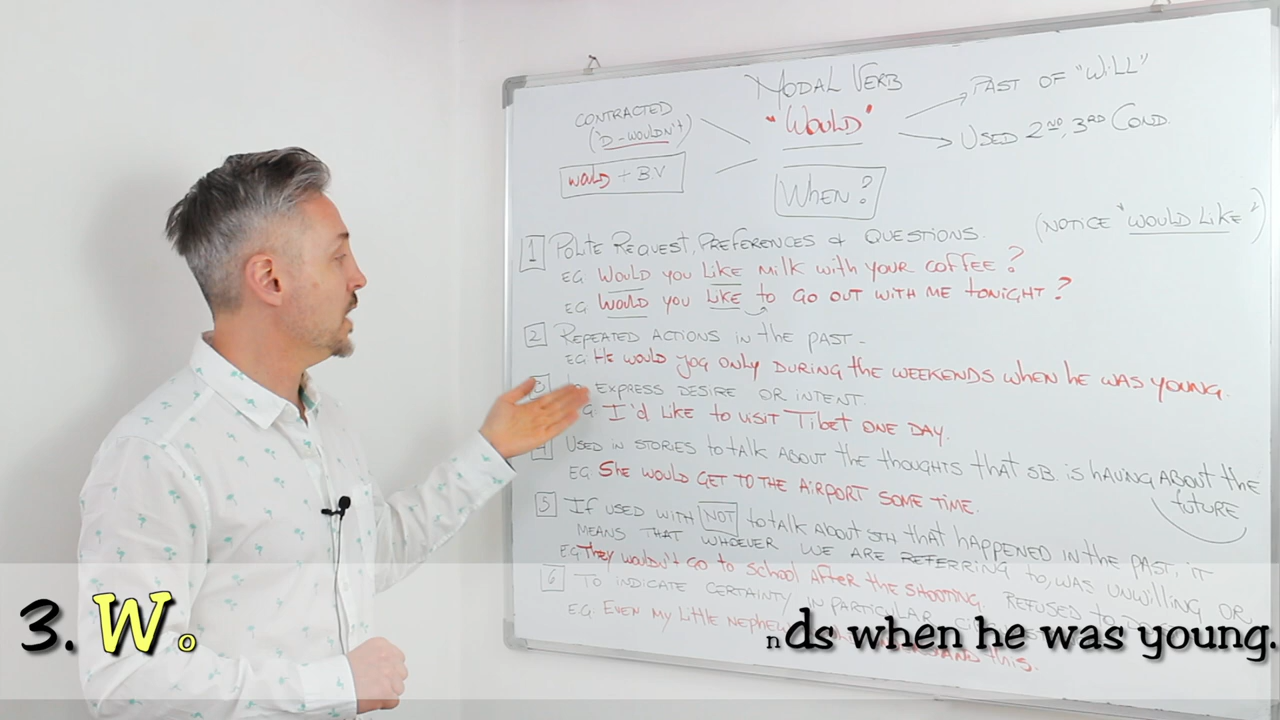 MODAL VERB
"WOULD"
CONTRACTED
('D - WOULDN'T)
WOULD + B.V
PAST OF "WILL"
USED 2ND, 3RD COND.
WHEN?
(NOTICE "WOULD LIKE")
1 POLITE REQUEST, PREFERENCES & QUESTIONS.
EG WOULD YOU LIKE MILK WITH YOUR COFFEE?
EG WOULD YOU LIKE TO GO OUT WITH ME TONIGHT?
2 REPEATED ACTIONS IN THE PAST -
EG HE WOULD JOG ONLY DURING THE WEEKENDS WHEN HE WAS YOUNG.
EXPRESS DESIRE OR INTENT.
I'D LIKE TO VISIT TIBET ONE DAY.
4 USED IN STORIES TO TALK ABOUT THE THOUGHTS THAT SB. IS HAVING ABOUT THE
FUTURE
EG SHE WOULD GET TO THE AIRPORT SOME TIME.
5 IF USED WITH NOT TO TALK ABOUT STH THAT HAPPENED IN THE PAST, IT
MEANS THAT WHOEVER WE ARE REFERRING TO, WAS UNWILLING OR
REFUSED TO
EG They WOULDN'T GO TO SCHOOL AFTER THE SHOOTING.
6 TO INDICATE CERTAINTY IN PARTICULAR
E.G. EVEN MY LITTLE NEPHEW THIS.
3. Wo nds when he was young.